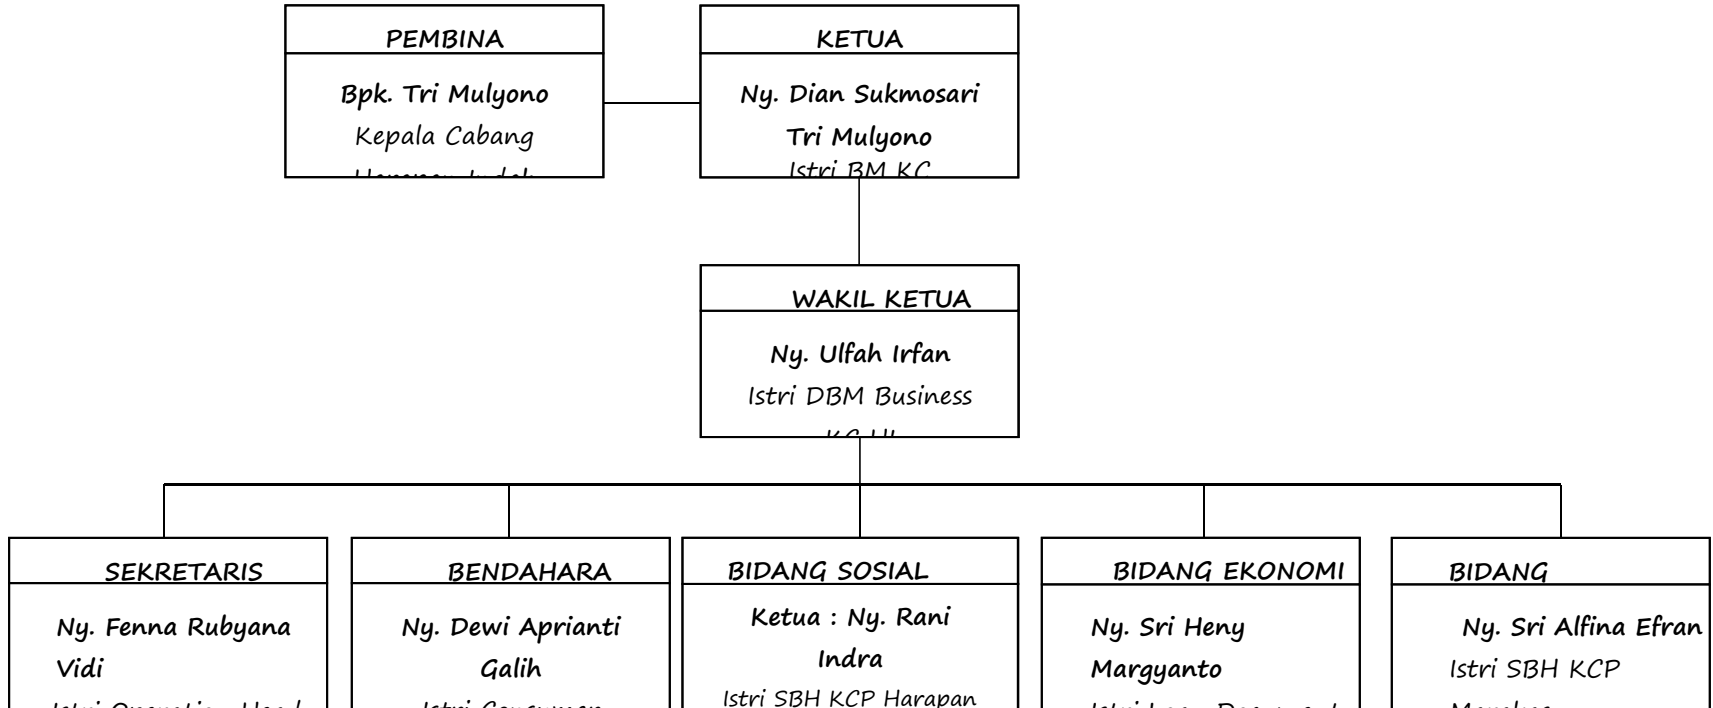 PEMBINA
Bpk. Tri Mulyono
Kepala Cabang
KETUA
Ny. Dian Sukmosari
Tri Mulyono
Istri BM KC
WAKIL KETUA
Ny. Ulfah Irfan
Istri DBM Business
SEKRETARIS
Ny. Fenna Rubyana
Vidi
BENDAHARA
Ny. Dewi Aprianti
Galih
BIDANG SOSIAL
Ketua : Ny. Rani
Indra
Istri SBH KCP Harapan
BIDANG EKONOMI
Ny. Sri Heny
Margyanto
BIDANG
Ny. Sri Alfina Efran
Istri SBH KCP